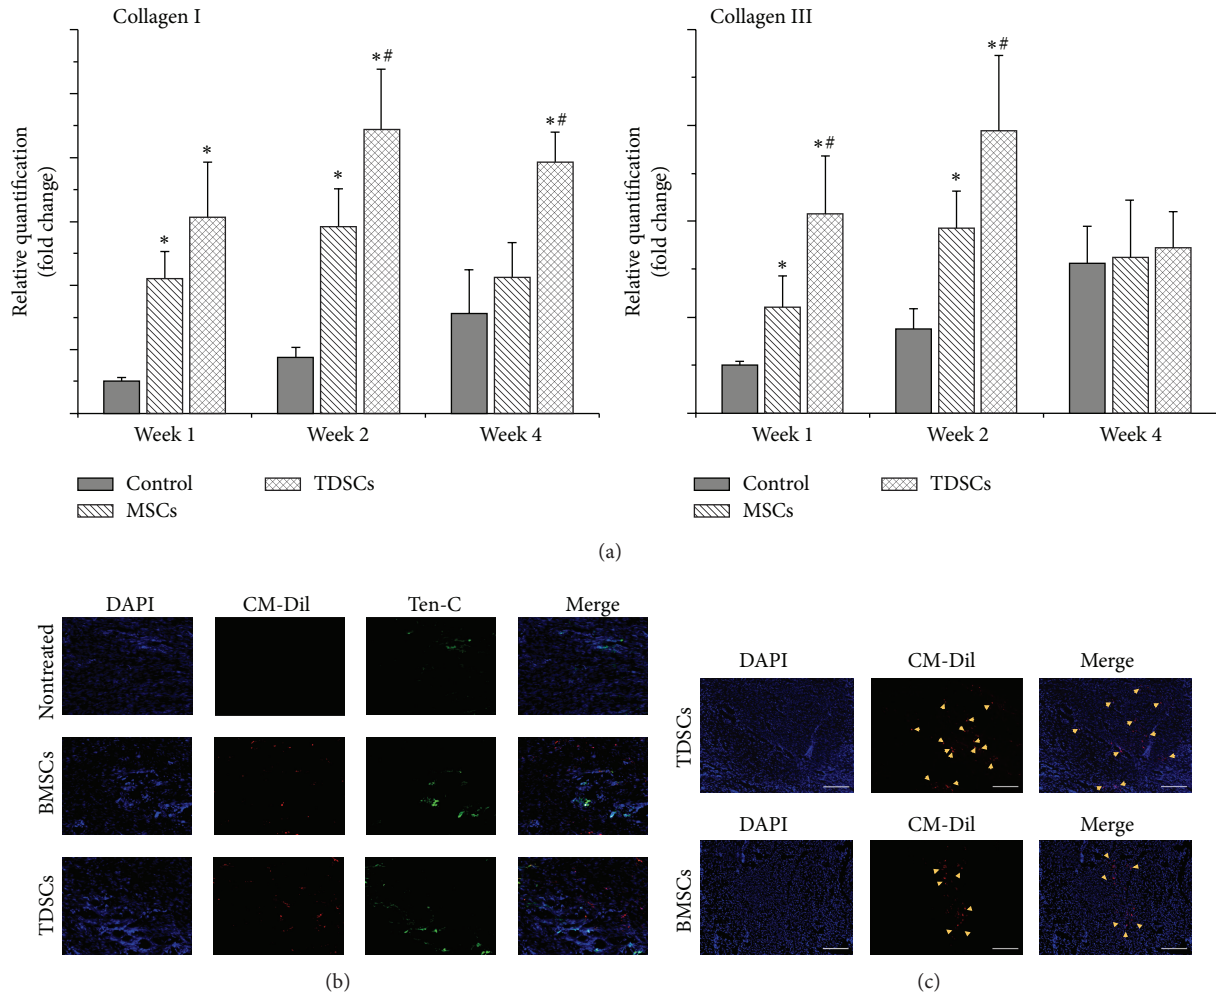 Collagen I
Relative quantification
(fold change)
*
*
*
*#
*#
Week 1
Week 2
Week 4
Control
TDSCs
MSCs
Collagen III
Relative quantification
(fold change)
*
*#
*
*#
Week 1
Week 2
Week 4
Control
TDSCs
MSCs
(a)
DAPI
CM-Dil
Ten-C
Merge
Nontreated
BMSCs
TDSCs
(b)
DAPI
CM-Dil
Merge
TDSCs
DAPI
CM-Dil
Merge
BMSCs
(c)